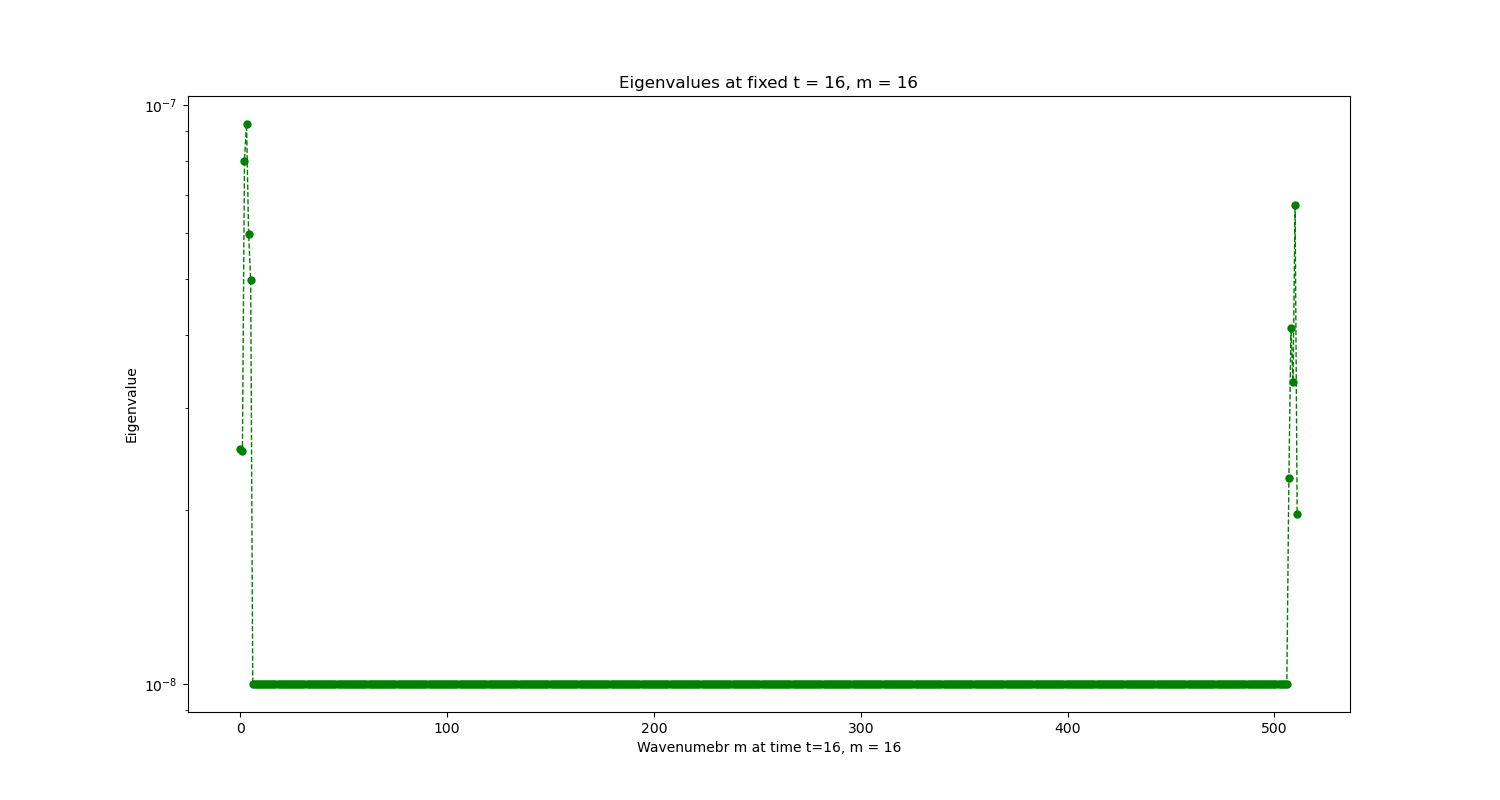 Eigenvalues at fixed t = 16, m = 16
10⁻⁷
10⁻⁸
Eigenvalue
0 100 200 300 400 500
Wavenumebr m at time t=16, m = 16